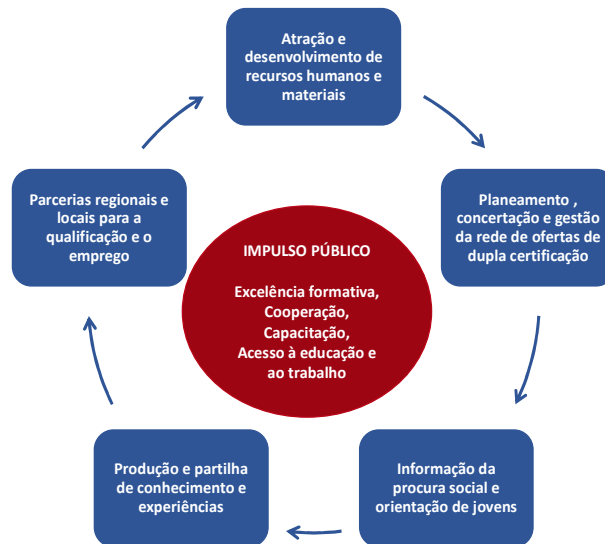 Atração e
desenvolvimento de
recursos humanos e
materiais
Planeamento ,
concertação e gestão
da rede de ofertas de
dupla certificação
Informação da
procura social e
orientação de jovens
Produção e partilha
de conhecimento e
experiências
Parcerias regionais e
locais para a
qualificação e o
emprego
IMPULSO PÚBLICO
Excelência formativa,
Cooperação,
Capacitação,
Acesso à educação e
ao trabalho